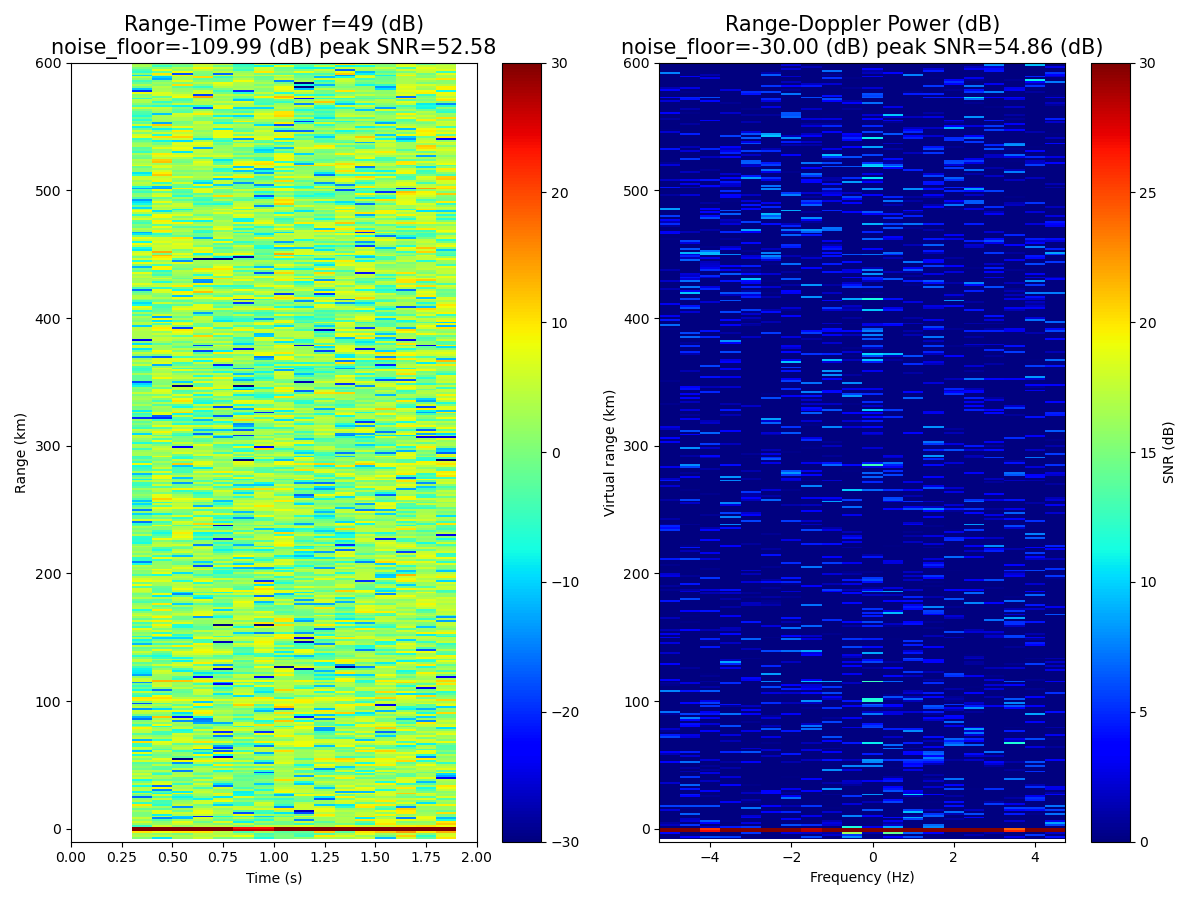 Range-Time Power f=49 (dB)
noise_floor=-109.99 (dB) peak SNR=52.58
Range (km)
600
500
400
300
200
100
0
0.00 0.25 0.50 0.75 1.00 1.25 1.50 1.75 2.00
Time (s)
30
20
10
0
−10
−20
−30
Range-Doppler Power (dB)
noise_floor=-30.00 (dB) peak SNR=54.86 (dB)
Virtual range (km)
600
500
400
300
200
100
0
−4 −2 0 2 4
Frequency (Hz)
30
25
20
15
10
5
0
SNR (dB)